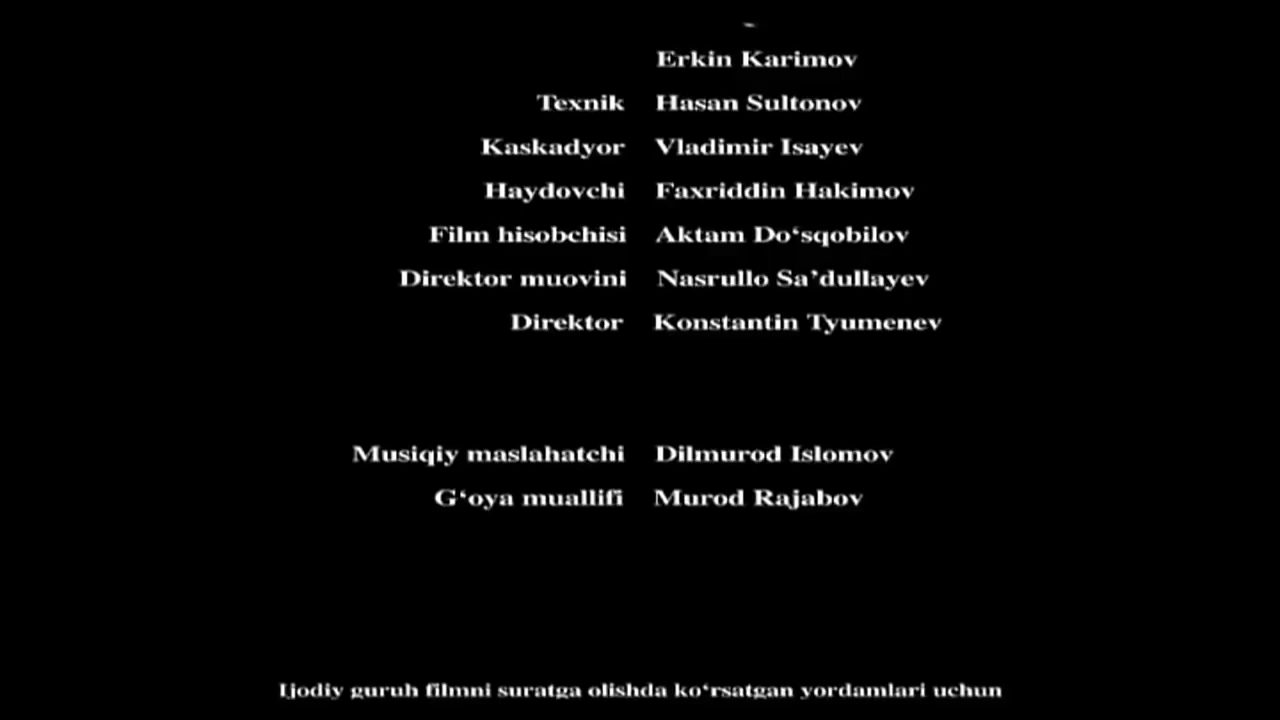 Erkin Karimov
Texnik Hasan Sultonov
Kaskadyor Vladimir Isayev
Haydovchi Faxriddin Hakimov
Film hisobchisi Aktam Do‘sqobilov
Direktor muovini Nasrullo Sa’dullayev
Direktor Konstantin Tyumenev
Musiqiy maslahatchi Dilmurod Islomov
G‘oya muallifi Murod Rajabov
Ijodiy guruh filmni suratga olishda ko‘rsatgan yordamlari uchun